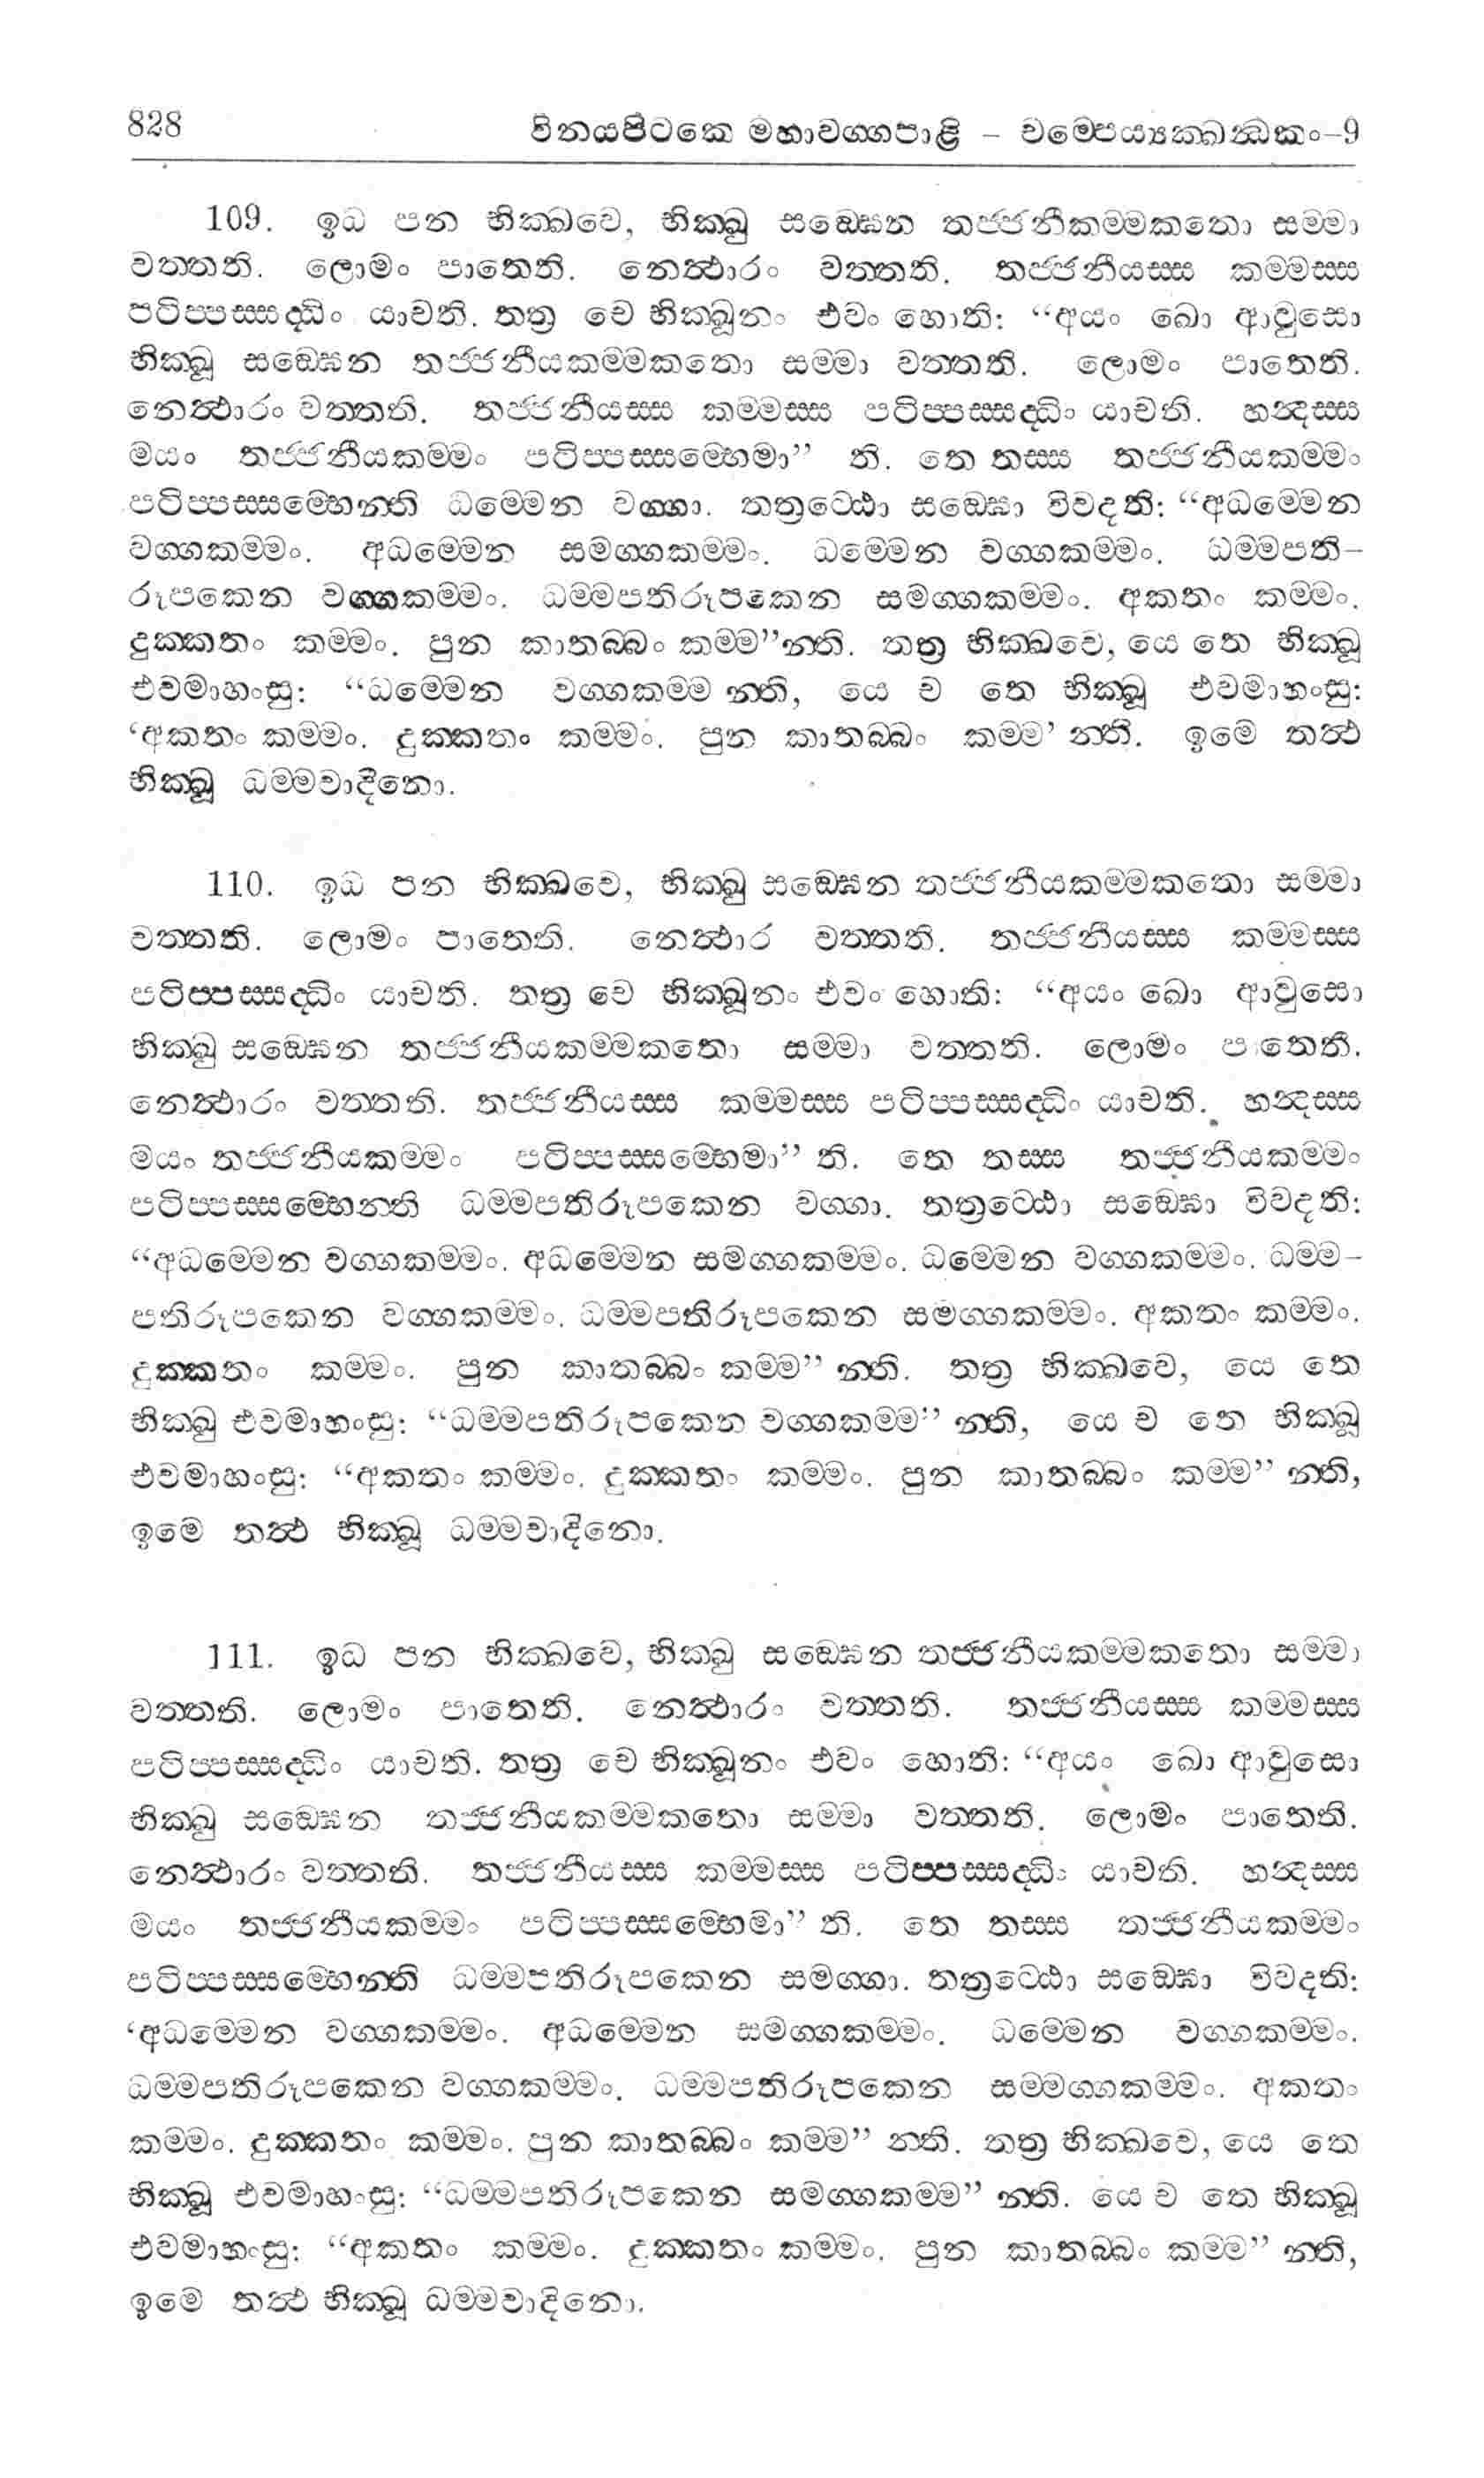 828 විනයපිටකෙ මහාවග්ගපාළි – චම්පෙය්‍යක්ඛන්ධකං–9
109. ඉධ පන භික්ඛවෙ, භික්ඛු සඞ්ඝෙන තජ්ජනීකම්මකතො සම්මා
වත්තති. ලොමං පාතෙති. නෙත්ථාරං වත්තති. තජ්ජනීයස්ස කම්මස්ස
පටිප්පස්සද්ධිං යාචති. තත්‍ර චෙ භික්ඛූනං එවං හොති: “අයං ඛො ආවුසො
භික්ඛූ සඞ්ඝෙන තජ්ජනීයකම්මකතො සම්මා වත්තති. ලොමං පාතෙති.
නෙත්ථාරං වත්තති. තජ්ජනීයස්ස කම්මස්ස පටිප්පස්සද්ධිං යාචති. හන්දස්ස
මයං තජ්ජනීයකම්මං පටිප්පස්සම්භෙමා” ති. තෙ තස්ස තජ්ජනීයකම්මං
පටිප්පස්සම්භෙන්ති ධම්මෙන වග්ගා. තත්‍රට්ඨො සඞ්ඝො විවදති: “අධම්මෙන
වග්ගකම්මං. අධම්මෙන සමග්ගකම්මං. ධම්මෙන වග්ගකම්මං. ධම්මපති–
රූපකෙන වග්ගකම්මං. ධම්මපතිරූපකෙන සමග්ගකම්මං. අකතං කම්මං.
දුක්කතං කම්මං. පුන කාතබ්බං කම්ම”න්ති. තත්‍ර භික්ඛවෙ, යෙ තෙ භික්ඛූ
එවමාහංසු: “ධම්මෙන වග්ගකම්ම න්ති, යෙ ච තෙ භික්ඛූ එවමාහංසු:
‘අකතං කම්මං. දුක්කතං කම්මං. පුන කාතබ්බං කම්ම’ න්ති. ඉමෙ තත්ථ
භික්ඛූ ධම්මවාදිනො.
110. ඉධ පන භික්ඛවෙ, භික්ඛු සඞ්ඝෙන තජ්ජනීයකම්මකතො සම්මා
වත්තති. ලොමං පාතෙති. නෙත්ථාර වත්තති. තජ්ජනීයස්ස කම්මස්ස
පටිප්පස්සද්ධිං යාචති. තත්‍ර චෙ භික්ඛූනං එවං හොති: “අයං ඛො ආවුසො
භික්ඛු සඞ්ඝෙන තජ්ජනීයකම්මකතො සම්මා වත්තති. ලොමං පාතෙති.
නෙත්ථාරං වත්තති. තජ්ජනීයස්ස කම්මස්ස පටිප්පස්සද්ධිං යාචති. හන්දස්ස
මයං තජ්ජනීයකම්මං පටිප්පස්සම්භෙමා” ති. තෙ තස්ස තජ්ජනීයකම්මං
පටිප්පස්සම්භෙන්ති ධම්මපතිරූපකෙන වග්ගා. තත්‍රට්ඨො සඞ්ඝො විවදති:
“අධම්මෙන වග්ගකම්මං. අධම්මෙන සමග්ගකම්මං. ධම්මෙන වග්ගකම්මං. ධම්ම–
පතිරූපකෙන වග්ගකම්මං. ධම්මපතිරූපකෙන සමග්ගකම්මං. අකතං කම්මං.
දුක්කතං කම්මං. පුන කාතබ්බං කම්ම” න්ති. තත්‍ර භික්ඛවෙ, යෙ තෙ
භික්ඛු එවමාහංසු: “ධම්මපතිරූපකෙන වග්ගකම්ම” න්ති, යෙ ච තෙ භික්ඛූ
එවමාහංසු: “අකතං කම්මං. දුක්කතං කම්මං. පුන කාතබ්බං කම්ම” න්ති,
ඉමෙ තත්ථ භික්ඛූ ධම්මවාදිනො.
111. ඉධ පන භික්ඛවෙ, භික්ඛු සඞ්ඝෙන තජ්ජනීයකම්මකතො සම්මා
වත්තති. ලොමං පාතෙති. නෙත්ථාරං වත්තති. තජ්ජනීයස්ස කම්මස්ස
පටිප්පස්සද්ධිං යාචති. තත්‍ර චෙ භික්ඛූනං එවං හොති: “අයං ඛො ආවුසො
භික්ඛු සඞ්ඝෙන තජ්ජනීයකම්මකතො සම්මා වත්තති. ලොමං පාතෙති.
නෙත්ථාරං වත්තති. තජ්ජනීයස්ස කම්මස්ස පටිප්පස්සද්ධිං යාචති. හන්දස්ස
මයං තජ්ජනීයකම්මං පටිප්පස්සම්භෙමා” ති. තෙ තස්ස තජ්ජනීයකම්මං
පටිප්පස්සම්භෙන්ති ධම්මපතිරූපකෙන සමග්ගා. තත්‍රට්ඨො සඞ්ඝො විවදති:
‘අධම්මෙන වග්ගකම්මං. අධම්මෙන සමග්ගකම්මං. ධම්මෙන වග්ගකම්මං.
ධම්මපතිරූපකෙන වග්ගකම්මං. ධම්මපතිරූපකෙන සම්මග්ගකම්මං. අකතං
කම්මං. දුක්කතං කම්මං. පුන කාතබ්බං කම්ම” න්ති. තත්‍ර භික්ඛවෙ, යෙ තෙ
භික්ඛූ එවමාහංසු: “ධම්මපතිරූපකෙන සමග්ගකම්ම” න්ති. යෙ ච තෙ භික්ඛූ
එවමාහංසු: “අකතං කම්මං. දුක්කතං කම්මං. පුන කාතබ්බං කම්ම” න්ති,
ඉමෙ තත්ථ භික්ඛූ ධම්මවාදිනො.